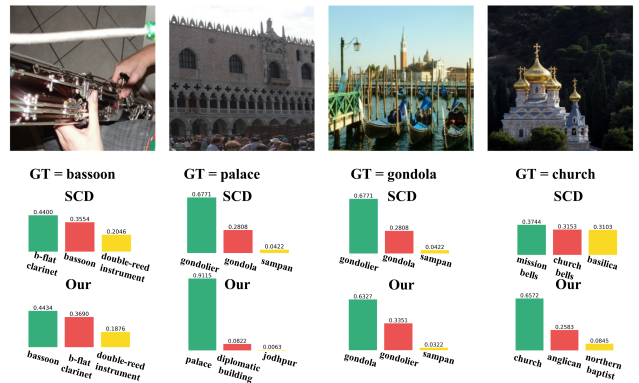 GT = bassoon
SCD
0.4400
0.3554
0.2046
b-flat clarinet
bassoon
double-reed instrument
Our
0.4434
0.3690
0.1876
bassoon
b-flat clarinet
double-reed instrument
GT = palace
SCD
0.6771
0.2808
0.0422
gondolier
gondola
sampan
Our
0.9115
0.0822
0.0063
palace
diplomatic building
jodhpur
GT = gondola
SCD
0.6771
0.2808
0.0422
gondolier
gondola
sampan
Our
0.6327
0.3351
0.0322
gondola
gondolier
sampan
GT = church
SCD
0.3744
0.3153
0.3103
mission bells
church bells
basilica
Our
0.6572
0.2583
0.0845
church
anglican
northern baptist